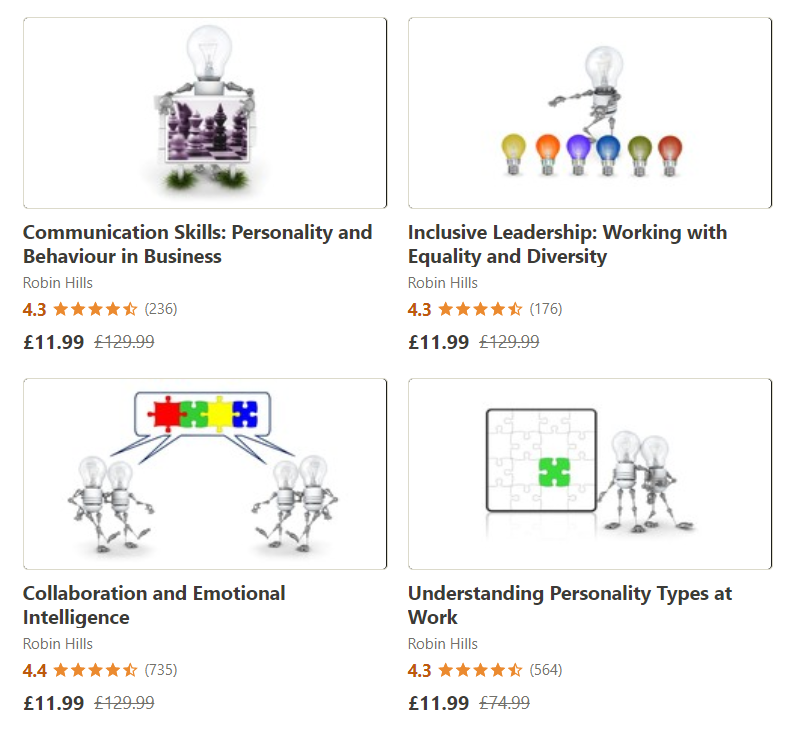 Communication Skills: Personality and
Behaviour in Business
Robin Hills
4.3 (236)
£11.99 £129.99
Inclusive Leadership: Working with
Equality and Diversity
Robin Hills
4.3 (176)
£11.99 £129.99
Collaboration and Emotional
Intelligence
Robin Hills
4.4 (735)
£11.99 £129.99
Understanding Personality Types at
Work
Robin Hills
4.3 (564)
£11.99 £74.99